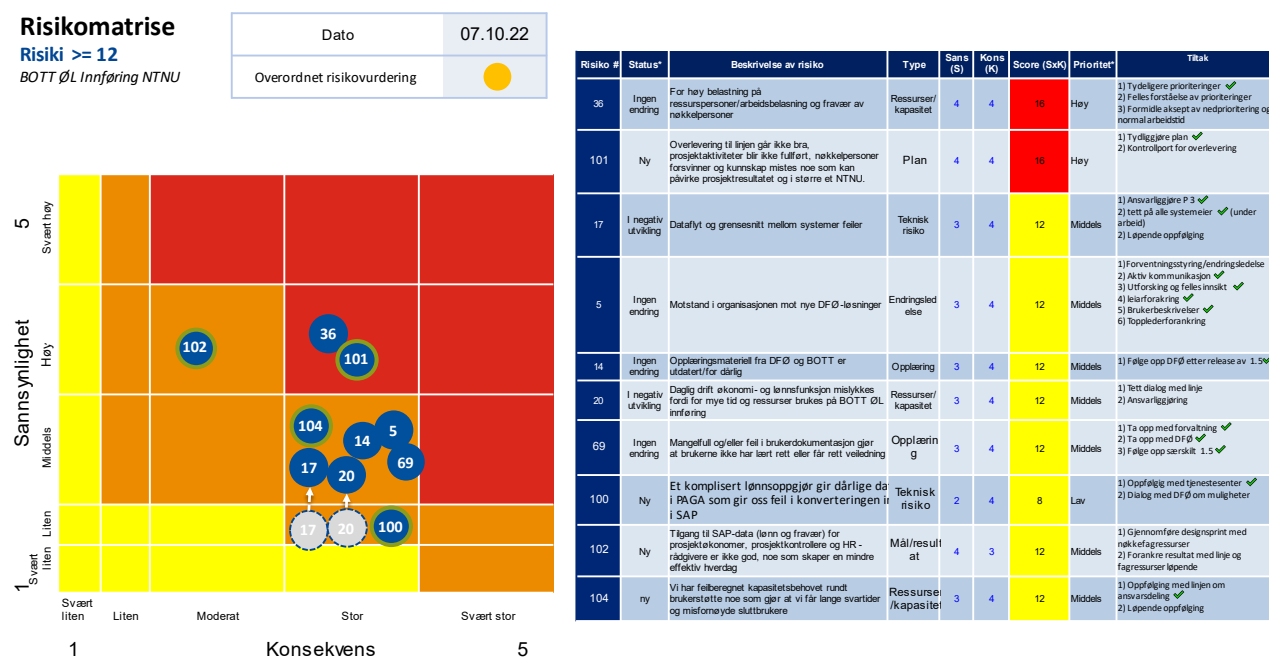 Risikomatrise
Risiki >= 12
BOTT ØL Innføring NTNU
Dato
07.10.22
Overordnet risikovurdering
Sannsynlighet
5
Svært høy
Høy
Middels
Liten
Svært
liten
1
102
36
101
104
14
5
17
20
69
17
20
100
Svært
liten
Liten
Moderat
Stor
Svært stor
1
Konsekvens
5
Risiko #
Status*
Beskrivelse av risiko
Type
Sans
(S)
Kons
(K)
Score (SxK)
Prioritet*
Tiltak
36
Ingen
endring
For høy belastning på
ressurspersoner/arbeidsbelasning og fravær av
nøkkelpersoner
Ressurser/
kapasitet
4
4
16
Høy
1) Tydeligere prioriteringer ✔
2) Felles forståelse av prioriteringer
3) Formidle aksept av nedprioritering og
normal arbeidstid
101
Ny
Overlevering til linjen går ikke bra,
prosjektaktiviteter blir ikke fullført, nøkkelpersoner
forsvinner og kunnskap mistes noe som kan
påvirke prosjektresultatet og i større et NTNU.
Plan
4
4
16
Høy
1) Tydliggjøre plan ✔
2) Kontrollport for overlevering
17
I negativ
utvikling
Dataflyt og grensesnitt mellom systemer feiler
Teknisk
risiko
3
4
12
Middels
1) Ansvarliggjøre P 3 ✔
2) tett på alle systemeier ✔ (under
arbeid)
2) Løpende oppfølging
5
Ingen
endring
Motstand i organisasjonen mot nye DFØ-løsninger
Endringsled
else
3
4
12
Middels
1)Forventningsstyring/endringsledelse
2) Aktiv kommunikasjon ✔
3) Utforsking og felles innsikt ✔
4) leiarforakring ✔
5) Brukerbeskrivelser ✔
6) Topplederforankring
14
Ingen
endring
Opplæringsmateriell fra DFØ og BOTT er
utdatert/for dårlig
Opplæring
3
4
12
Middels
1) Følge opp DFØ etter release av 1.5✔
20
I negativ
utvikling
Daglig drift økonomi- og lønnsfunksjon mislykkes
fordi for mye tid og ressurser brukes på BOTT ØL
innføring
Ressurser/
kapasitet
3
4
12
Middels
1) Tett dialog med linje
2) Ansvarliggjøring
69
Ingen
endring
Mangelfull og/eller feil i brukerdokumentasjon gjør
at brukerne ikke har lært rett eller får rett veiledning
Opplærin
g
3
4
12
Middels
1) Ta opp med forvaltning ✔
2) Ta opp med DFØ ✔
3) Følge opp særskilt 1.5 ✔
100
Ny
Et komplisert lønnsoppgjør gir dårlige da
i PAGA som gir oss feil i konverteringen i
i SAP
Teknisk
risiko
2
4
8
Lav
1) Oppfølgig med tjenestesenter ✔
2) Dialog med DFØ om muligheter
102
Ny
Tilgang til SAP-data (lønn og fravær) for
prosjektøkonomer, prosjektkontrollere og HR -
rådgivere er ikke god, noe som skaper en mindre
effektiv hverdag
Mål/result
at
4
3
12
Middels
1) Gjennomføre designsprint med
nøkkefagressurser
2) Forankre resultat med linje og
fagressurser løpende
104
ny
Vi har feilberegnet kapasitetsbehovet rundt
brukerstøtte noe som gjør at vi får lange svartider
og misfornøyde sluttbrukere
Ressurser
/kapasitet
3
4
12
Middels
1) Oppfølging med linjen om
ansvarsdeling ✔
2) Løpende oppfølging